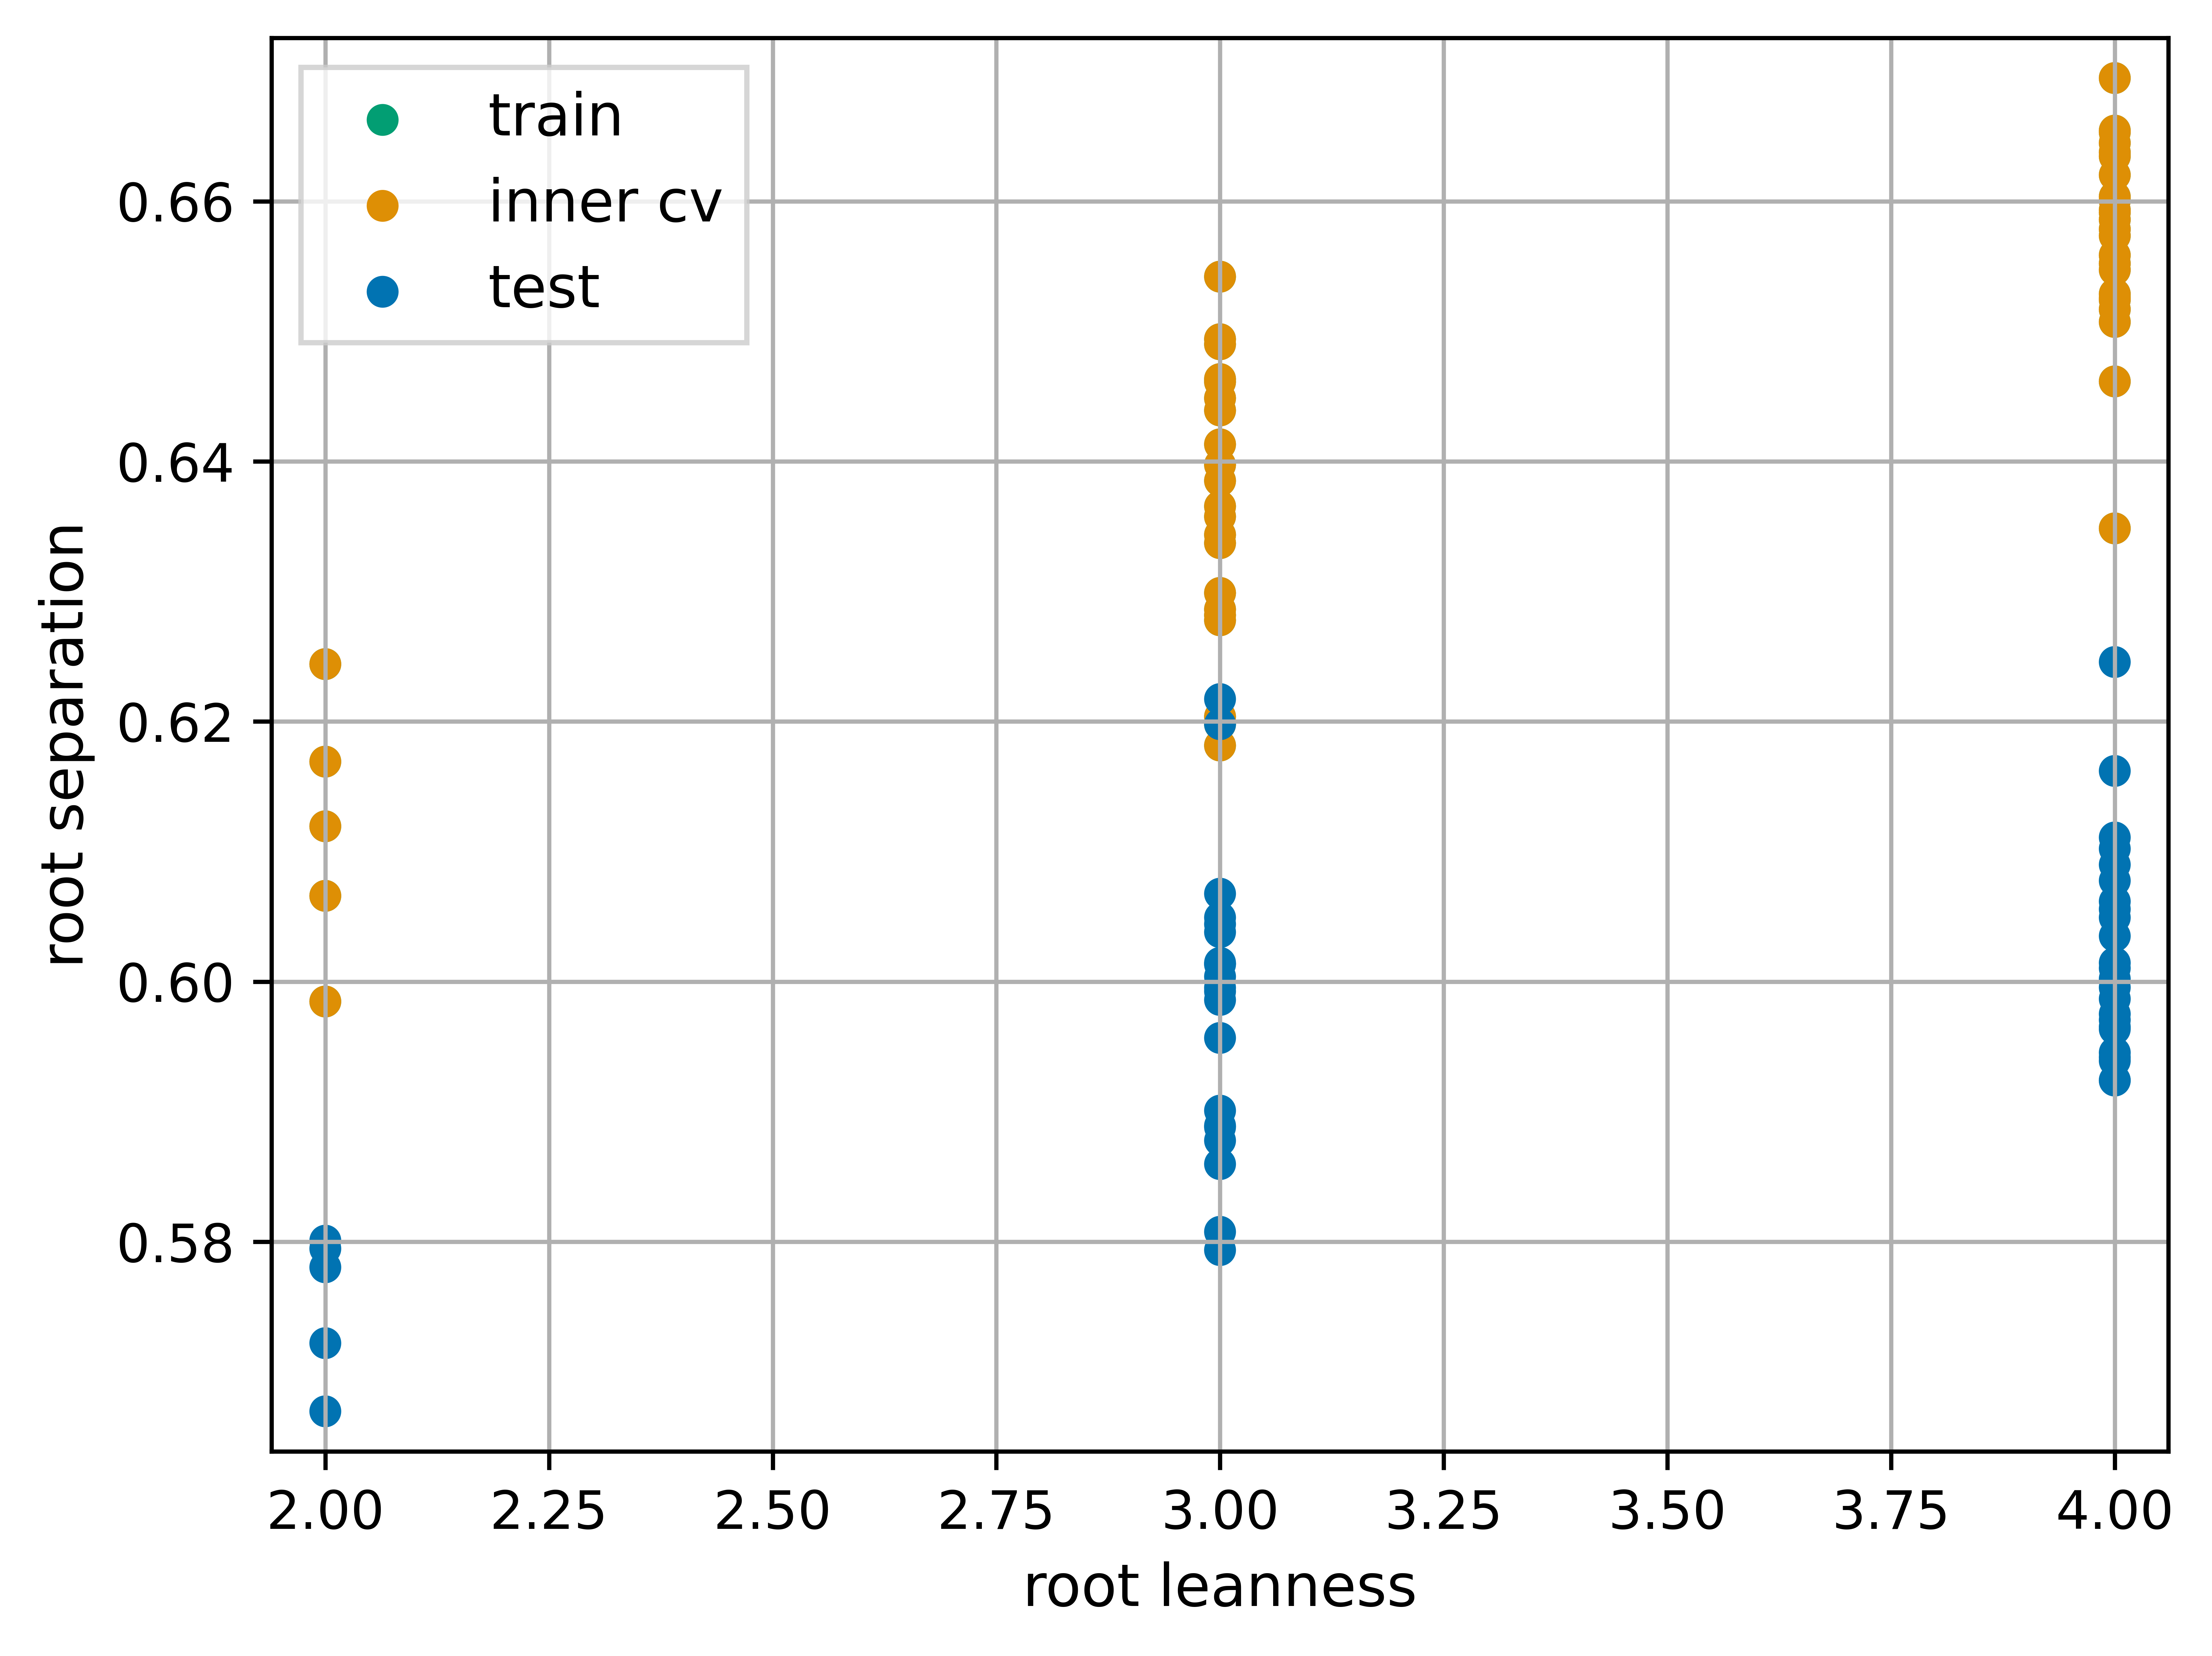 train
inner cv
test
0.66
0.64
0.62
0.60
0.58
root separation
2.00 2.25 2.50 2.75 3.00 3.25 3.50 3.75 4.00
root leanness